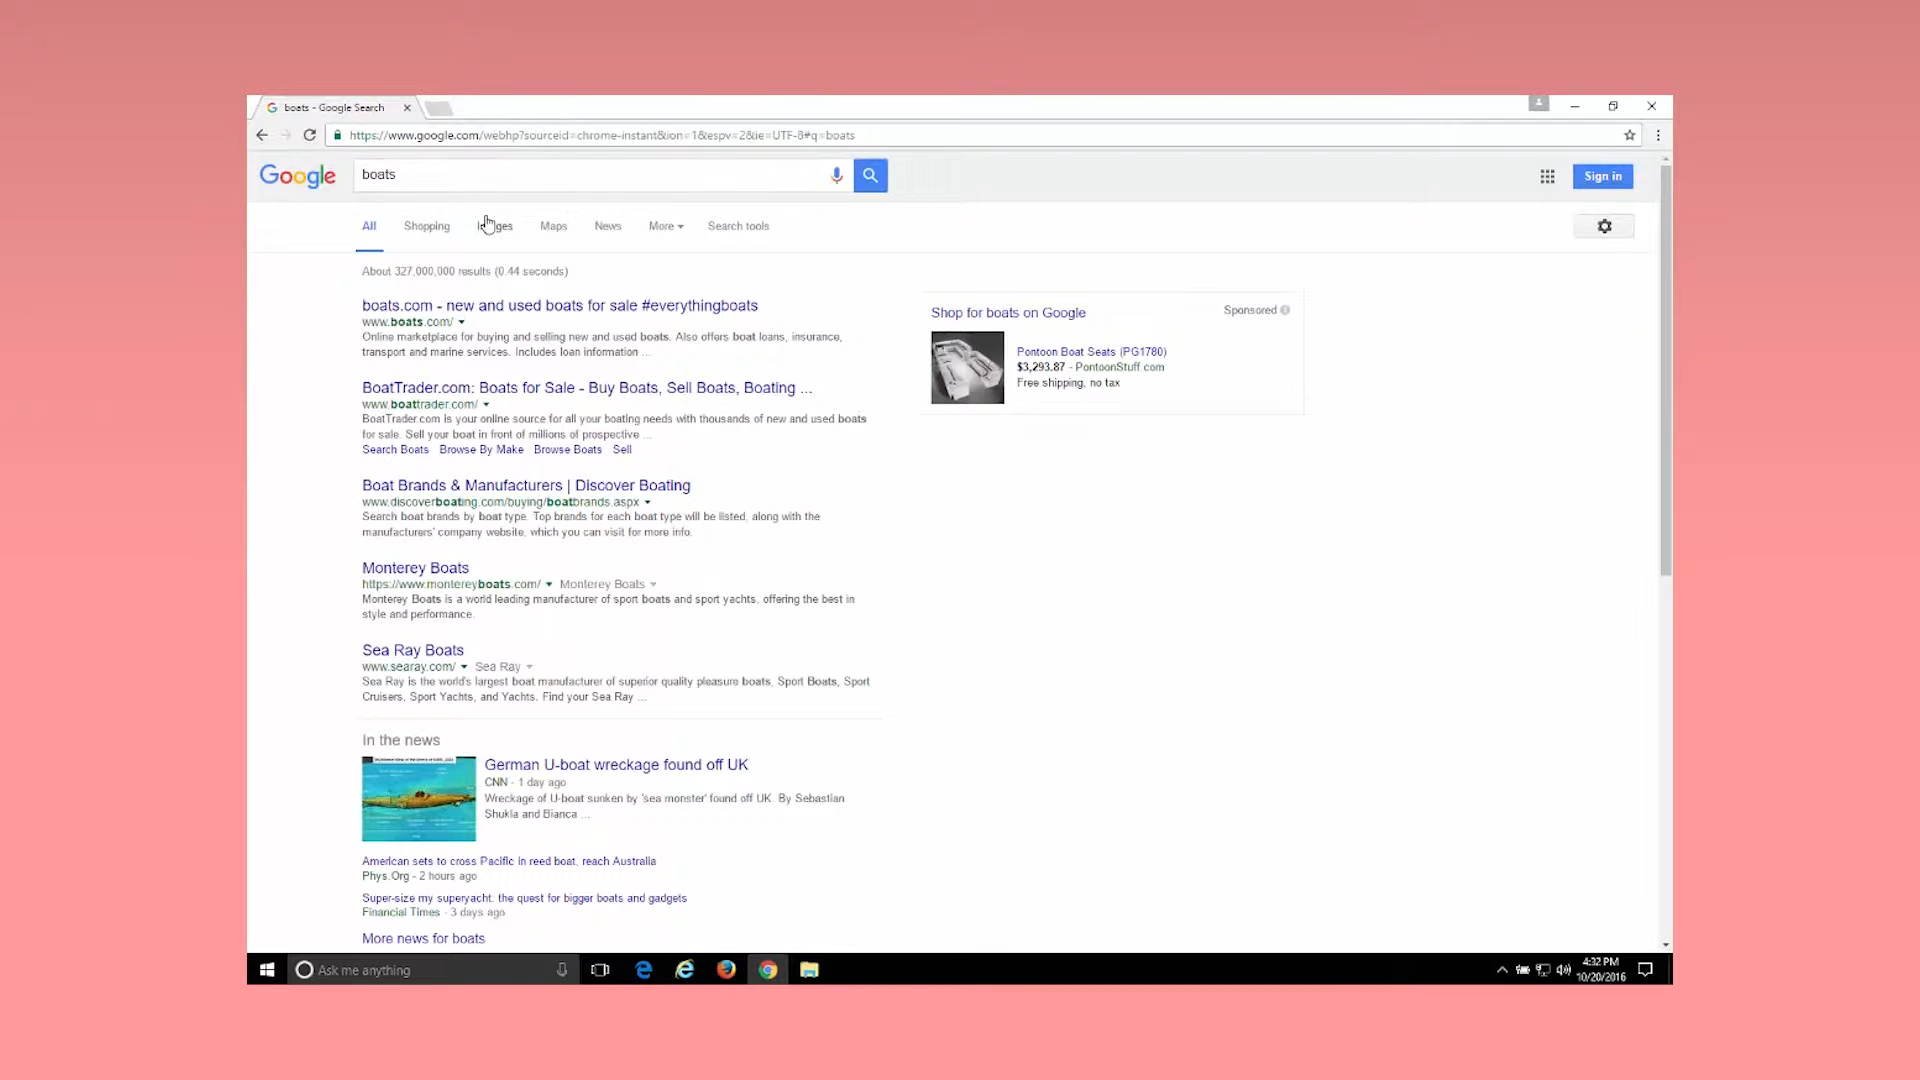 boats - Google Search
https://www.google.com/webhp?sourceid=chrome-instant&ion=1&espv=2&ie=UTF-8#q=boats
Google
boats
Sign in
All Shopping Maps News More Search tools
About 327,000,000 results (0.44 seconds)
boats.com - new and used boats for sale #everythingboats
www.boats.com/
Online marketplace for buying and selling new and used boats. Also offers boat loans, insurance,
transport and marine services. Includes loan information ...
BoatTrader.com: Boats for Sale - Buy Boats, Sell Boats, Boating ...
www.boattrader.com/
BoatTrader.com is your online source for all your boating needs with thousands of new and used boats
for sale. Sell your boat in front of millions of prospective ...
Search Boats Browse By Make Browse Boats Sell
Boat Brands & Manufacturers | Discover Boating
www.discoverboating.com/buying/boatbrands.aspx
Search boat brands by boat type. Top brands for each boat type will be listed, along with the
manufacturers' company website, which you can visit for more info.
Monterey Boats
https://www.montereyboats.com/ Monterey Boats
Monterey Boats is a world leading manufacturer of sport boats and sport yachts, offering the best in
style and performance.
Sea Ray Boats
www.searay.com/ Sea Ray
Sea Ray is the world's largest boat manufacturer of superior quality pleasure boats, Sport Boats, Sport
Cruisers, Sport Yachts, and Yachts. Find your Sea Ray ...
In the news
German U-boat wreckage found off UK
CNN - 1 day ago
Wreckage of U-boat sunken by 'sea monster' found off UK. By Sebastian
Shukla and Bianca ...
American sets to cross Pacific in reed boat, reach Australia
Phys.Org - 2 hours ago
Super-size my superyacht: the quest for bigger boats and gadgets
Financial Times - 3 days ago
More news for boats
Shop for boats on Google
Sponsored
Pontoon Boat Seats (PG1780)
$3,293.87 - PontoonStuff.com
Free shipping, no tax
Ask me anything
4:32 PM
10/20/2016